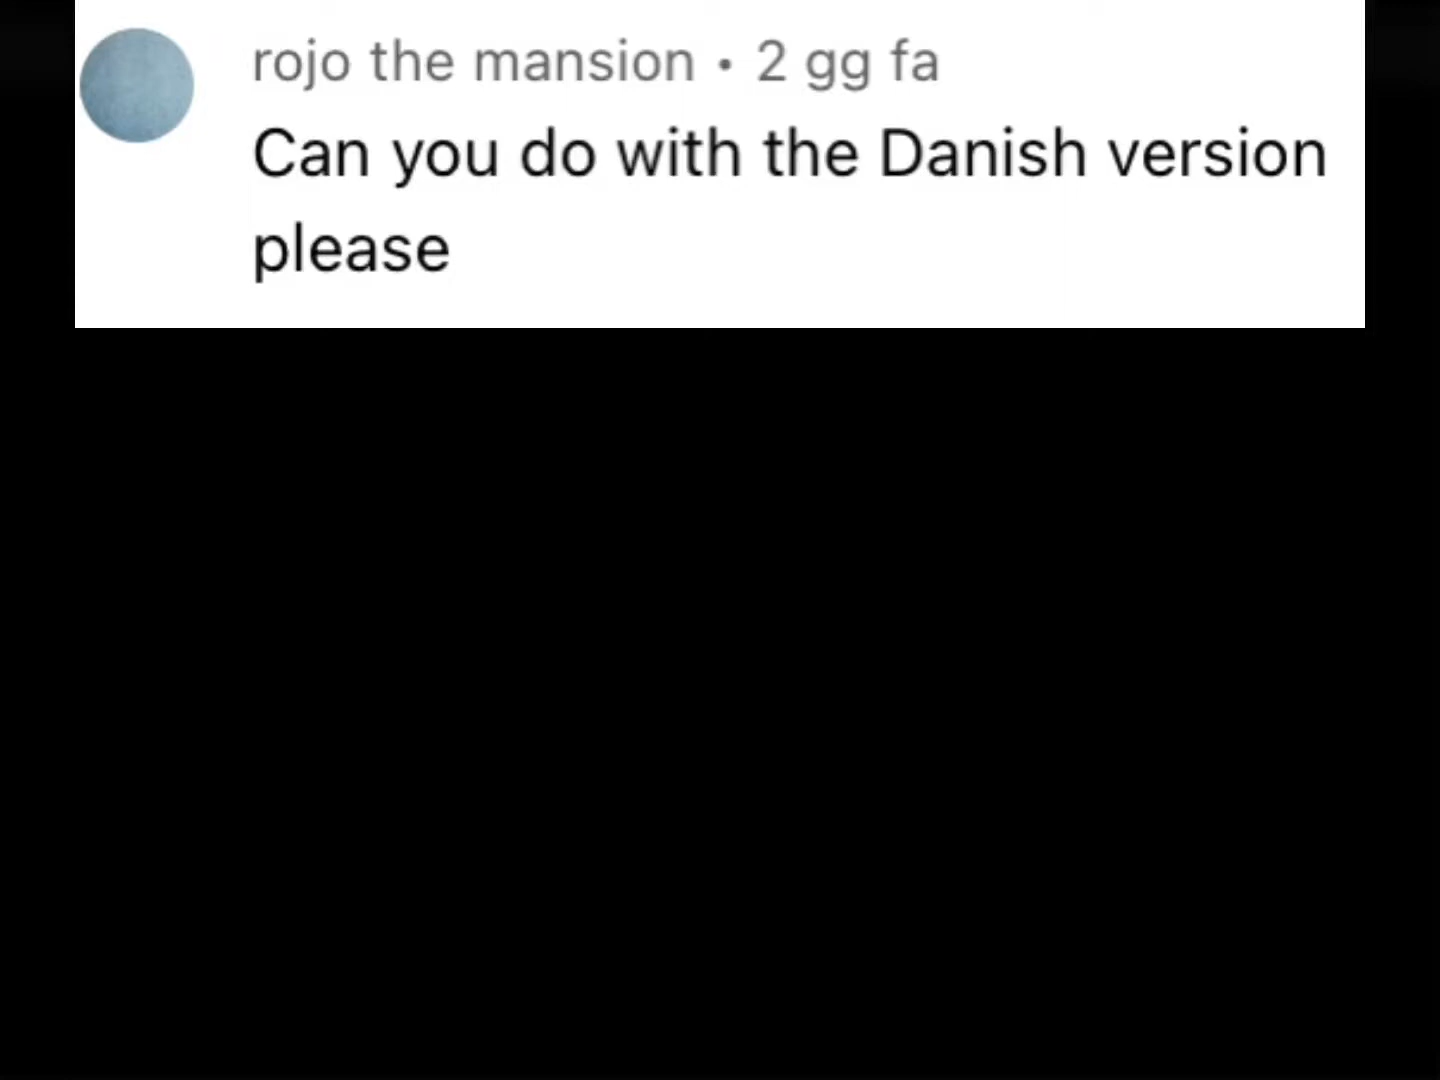 rojo the mansion • 2 gg fa
Can you do with the Danish version
please